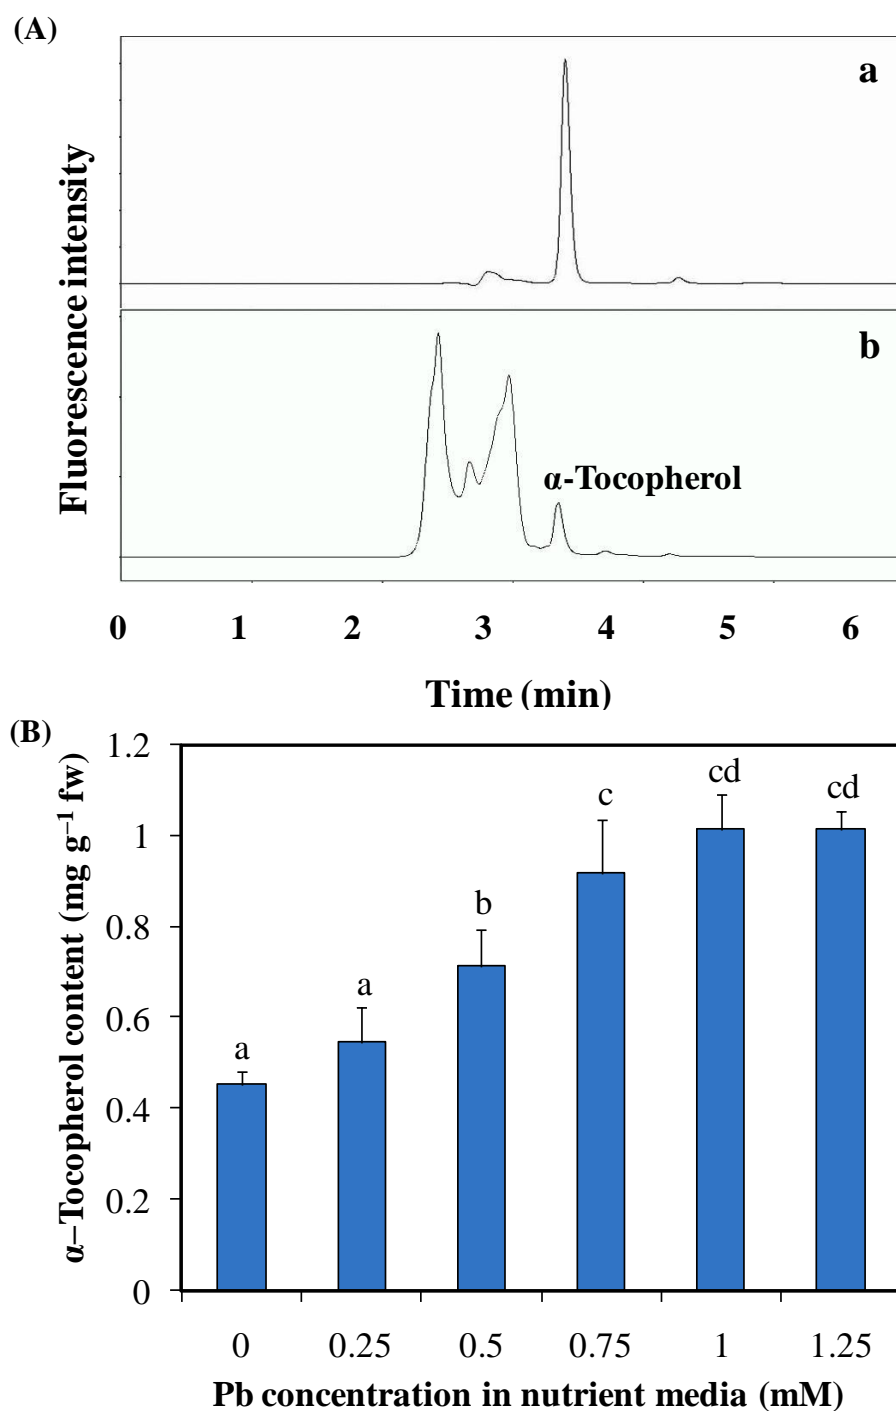 (A)
a
Fluorescence intensity
b
α-Tocopherol
0 1 2 3 4 5 6
Time (min)
(B)
α–Tocopherol content (mg g⁻¹ fw)
1.2
1
0.8
0.6
0.4
0.2
0
a
a
b
c
cd
cd
0 0.25 0.5 0.75 1 1.25
Pb concentration in nutrient media (mM)